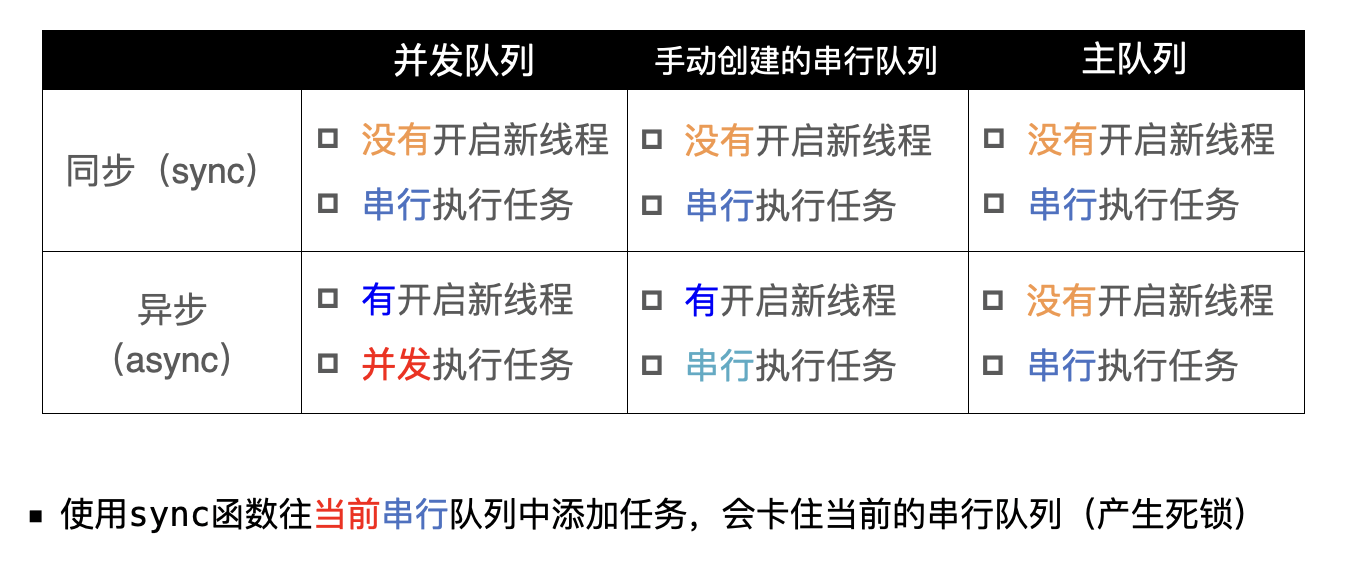 并发队列 手动创建的串行队列 主队列
同步（sync） 没有开启新线程 没有开启新线程 没有开启新线程
串行执行任务 串行执行任务 串行执行任务
异步 有开启新线程 有开启新线程 没有开启新线程
（async） 并发执行任务 串行执行任务 串行执行任务
使用sync函数往当前串行队列中添加任务，会卡住当前的串行队列（产生死锁）